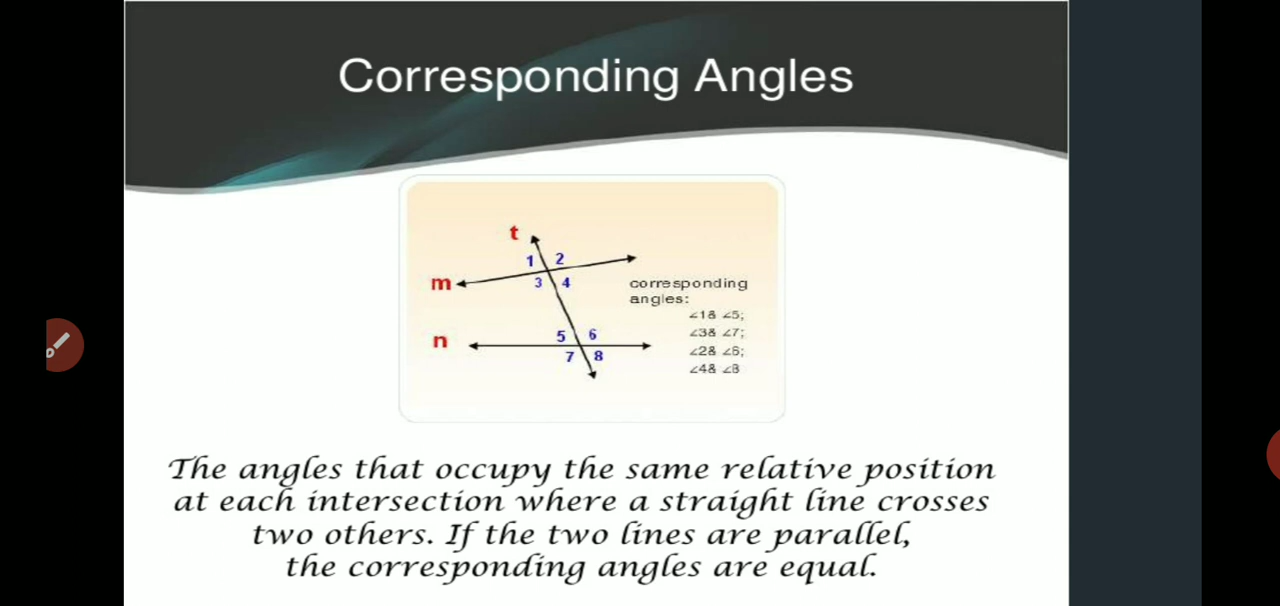 Corresponding Angles
t
1 2
m
3 4
corresponding
angles:
∠1& ∠5;
∠3& ∠7;
∠2& ∠6;
∠4& ∠8
n
5 6
7 8
The angles that occupy the same relative position
at each intersection where a straight line crosses
two others. If the two lines are parallel,
the corresponding angles are equal.